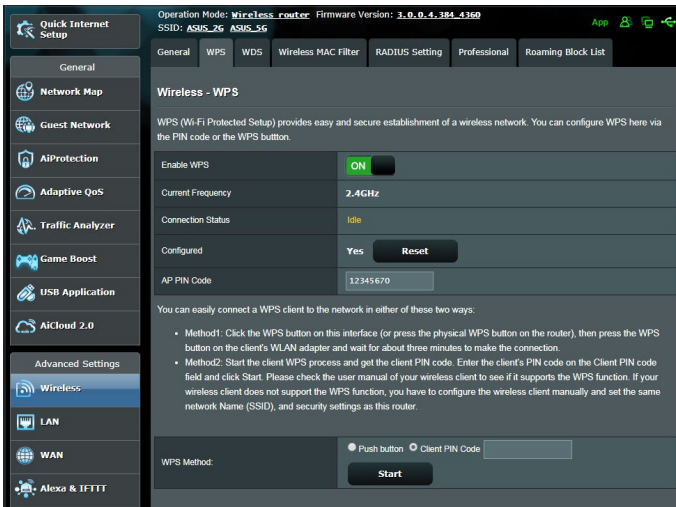 Quick Internet
Setup
General
Network Map
Guest Network
AiProtection
Adaptive QoS
Traffic Analyzer
Game Boost
USB Application
AiCloud 2.0
Advanced Settings
Wireless
LAN
WAN
Alexa & IFTTT
Operation Mode: Wireless router Firmware Version: 3.0.0.4.384_4360
SSID: ASUS_2G ASUS_5G
App
General WPS WDS Wireless MAC Filter RADIUS Setting Professional Roaming Block List
Wireless - WPS
WPS (Wi-Fi Protected Setup) provides easy and secure establishment of a wireless network. You can configure WPS here via
the PIN code or the WPS buttton.
Enable WPS ON
Current Frequency 2.4GHz
Connection Status Idle
Configured Yes Reset
AP PIN Code 12345670
You can easily connect a WPS client to the network in either of these two ways:
• Method1: Click the WPS button on this interface (or press the physical WPS button on the router), then press the WPS
button on the client's WLAN adapter and wait for about three minutes to make the connection.
• Method2: Start the client WPS process and get the client PIN code. Enter the client's PIN code on the Client PIN code
field and click Start. Please check the user manual of your wireless client to see if it supports the WPS function. If your
wireless client does not support the WPS function, you have to configure the wireless client manually and set the same
network Name (SSID), and security settings as this router.
WPS Method: Push button Client PIN Code
Start